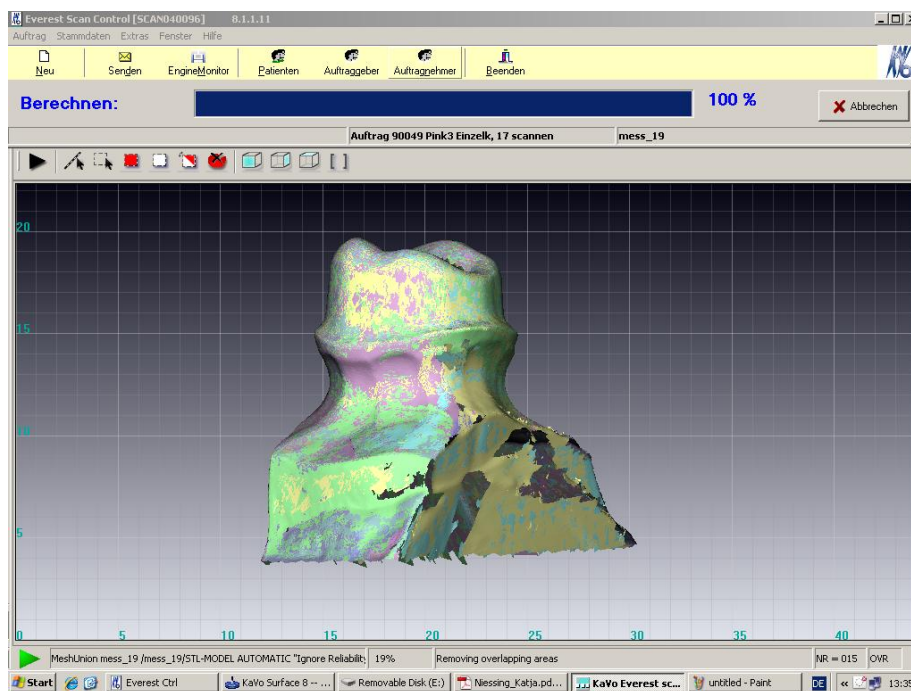 Everest Scan Control [SCAN040096] 8.1.1.11
Auftrag Stammdaten Extras Fenster Hilfe
Neu Senden EngineMonitor Patienten Auftraggeber Auftragnehmer Beenden
Berechnen: 100 % Abbrechen
Auftrag 90049 Pink3 Einzelk, 17 scannen mess_19
20
15
10
5
0 5 10 15 20 25 30 35 40
MeshUnion mess_19 /mess_19/STL-MODEL AUTOMATIC "Ignore Reliabilit 19% Removing overlapping areas NR = 015 OVR
Start Everest Ctrl KaVo Surface 8 -- ... Removable Disk (E:) Niessing_Katja.pd... KaVo Everest sc... untitled - Paint DE « 13:35